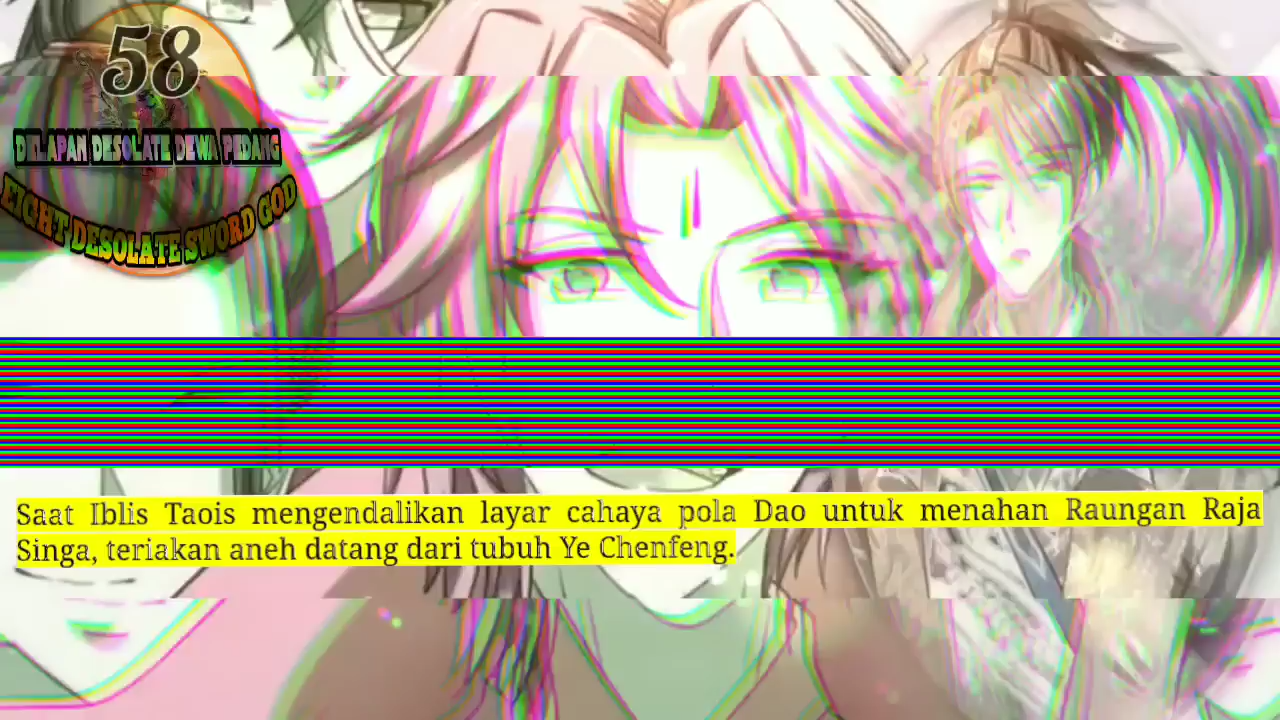 58
DELAPAN DESOLATE DEWA PEDANG
EIGHT DESOLATE SWORD GOD
Saat Iblis Taois mengendalikan layar cahaya pola Dao untuk menahan Raungan Raja
Singa, teriakan aneh datang dari tubuh Ye Chenfeng.